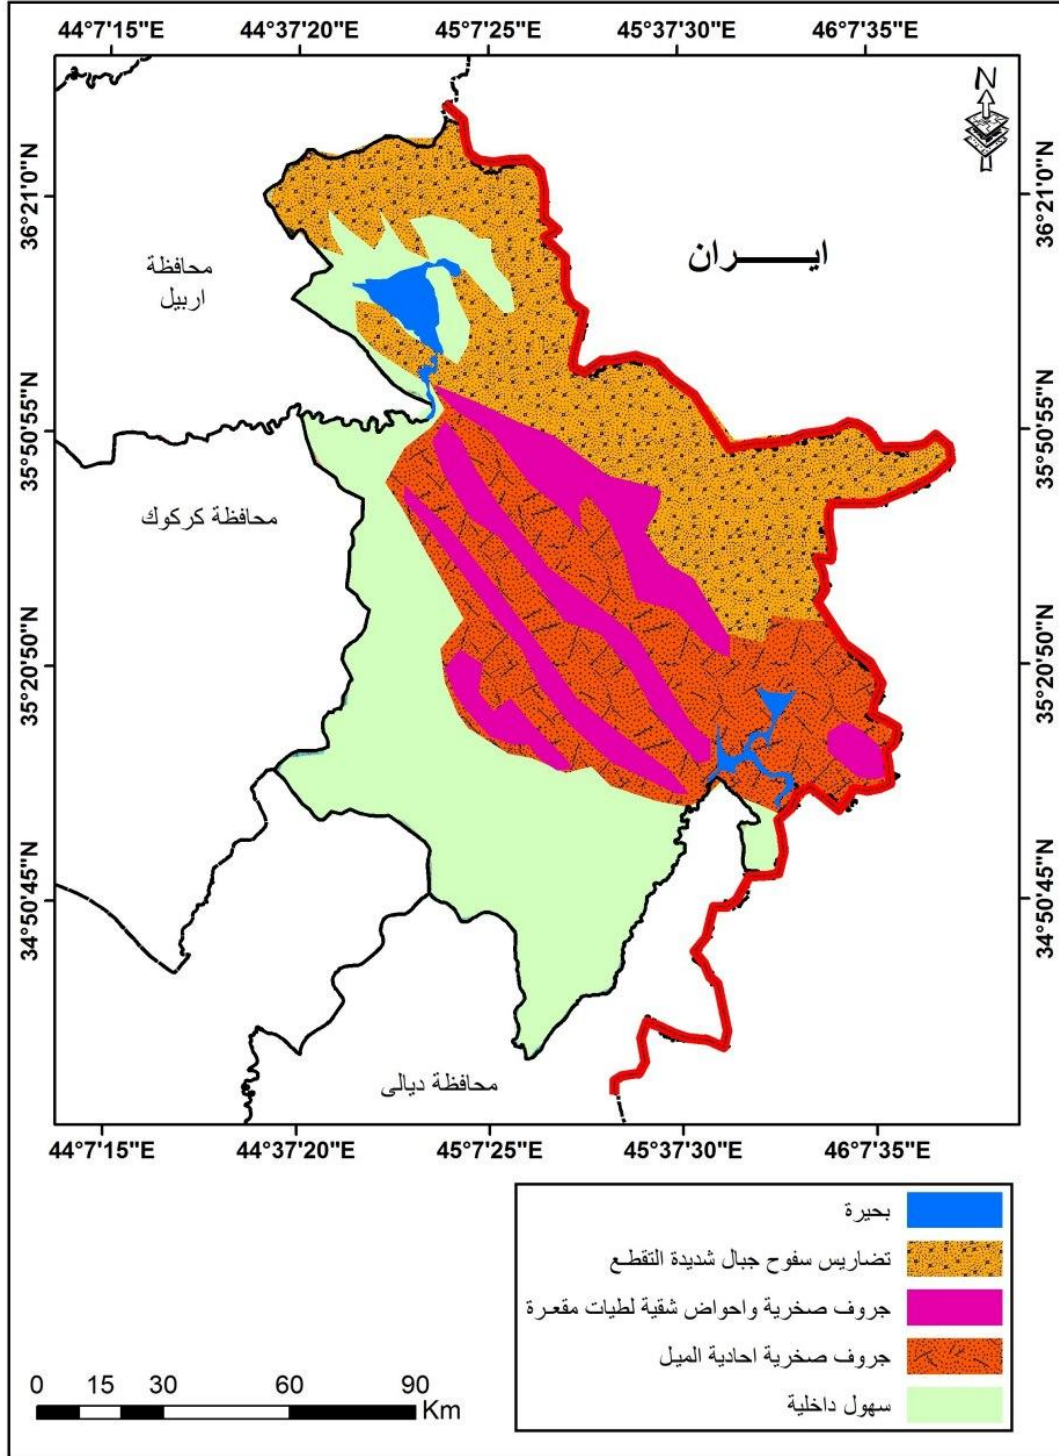 44°7'15"E 44°37'20"E 45°7'25"E 45°37'30"E 46°7'35"E
N
36°21'0"N
36°21'0"N
ايـــــران
محافظة
اربيل
35°50'55"N
35°50'55"N
محافظة كركوك
35°20'50"N
35°20'50"N
34°50'45"N
34°50'45"N
محافظة ديالى
44°7'15"E 44°37'20"E 45°7'25"E 45°37'30"E 46°7'35"E
بحيرة
تضاريس سفوح جبال شديدة التقطـع
جروف صخرية واحواض شقية لطيات مقعـرة
جروف صخرية احادية الميـل
سهول داخلية
0 15 30 60 90
Km